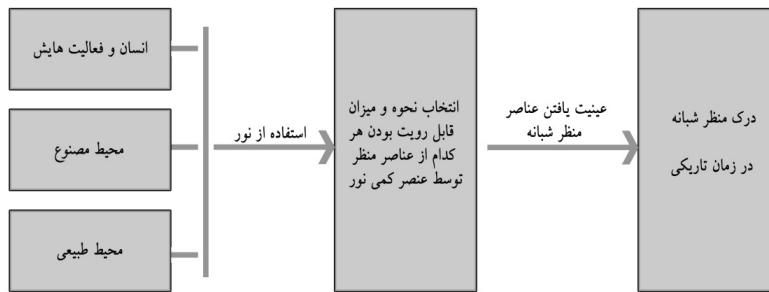 انسان و فعالیت هایش
محیط مصنوع
محیط طبیعی
استفاده از نور
انتخاب نحوه و میزان
قابل رویت بودن هر
کدام از عناصر منظر
توسط عنصر کمی نور
عینیت یافتن عناصر
منظر شبانه
درک منظر شبانه
در زمان تاریکی